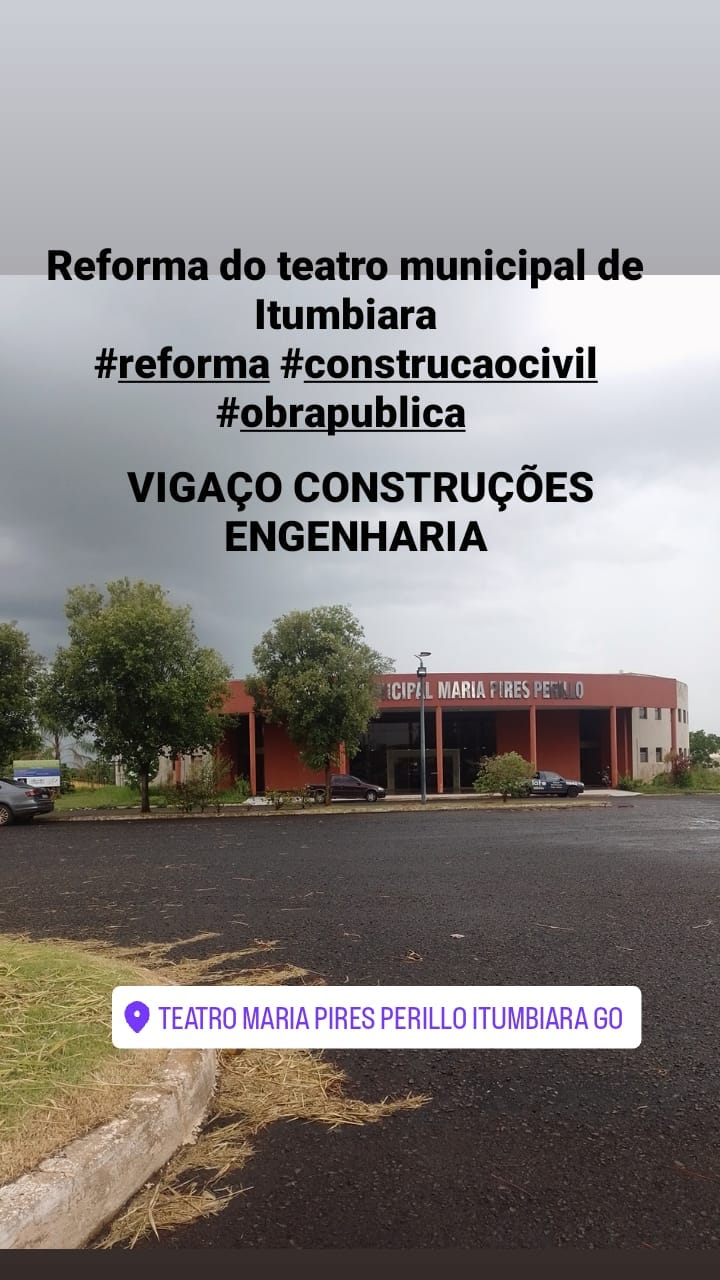 Reforma do teatro municipal de
Itumbiara
#reforma #construcaocivil
#obrapublica
VIGAÇO CONSTRUÇÕES
ENGENHARIA
MARIA PIRES PERILLO
TEATRO MARIA PIRES PERILLO ITUMBIARA GO